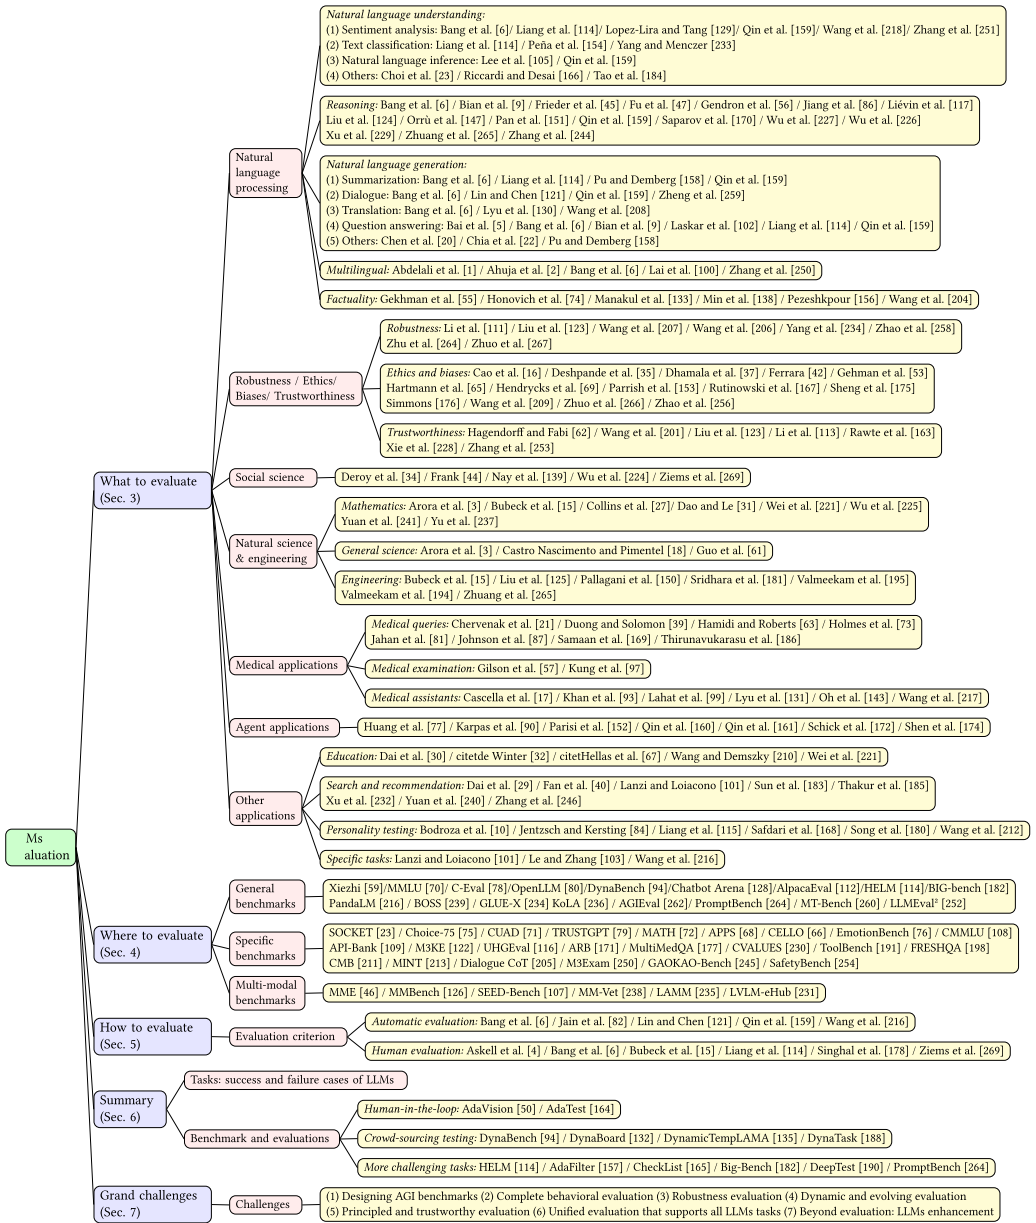 Natural language understanding:
(1) Sentiment analysis: Bang et al. [6]/ Liang et al. [114]/ Lopez-Lira and Tang [129]/ Qin et al. [159]/ Wang et al. [218]/ Zhang et al. [251]
(2) Text classification: Liang et al. [114] / Peña et al. [154] / Yang and Menczer [233]
(3) Natural language inference: Lee et al. [105] / Qin et al. [159]
(4) Others: Choi et al. [23] / Riccardi and Desai [166] / Tao et al. [184]
Reasoning: Bang et al. [6] / Bian et al. [9] / Frieder et al. [45] / Fu et al. [47] / Gendron et al. [56] / Jiang et al. [86] / Liévin et al. [117]
Liu et al. [124] / Orrù et al. [147] / Pan et al. [151] / Qin et al. [159] / Saparov et al. [170] / Wu et al. [227] / Wu et al. [226]
Xu et al. [229] / Zhuang et al. [265] / Zhang et al. [244]
Natural
language
processing
Natural language generation:
(1) Summarization: Bang et al. [6] / Liang et al. [114] / Pu and Demberg [158] / Qin et al. [159]
(2) Dialogue: Bang et al. [6] / Lin and Chen [121] / Qin et al. [159] / Zheng et al. [259]
(3) Translation: Bang et al. [6] / Lyu et al. [130] / Wang et al. [208]
(4) Question answering: Bai et al. [5] / Bang et al. [6] / Bian et al. [9] / Laskar et al. [102] / Liang et al. [114] / Qin et al. [159]
(5) Others: Chen et al. [20] / Chia et al. [22] / Pu and Demberg [158]
Multilingual: Abdelali et al. [1] / Ahuja et al. [2] / Bang et al. [6] / Lai et al. [100] / Zhang et al. [250]
Factuality: Gekhman et al. [55] / Honovich et al. [74] / Manakul et al. [133] / Min et al. [138] / Pezeshkpour [156] / Wang et al. [204]
Robustness: Li et al. [111] / Liu et al. [123] / Wang et al. [207] / Wang et al. [206] / Yang et al. [234] / Zhao et al. [258]
Zhu et al. [264] / Zhuo et al. [267]
Robustness / Ethics/
Biases/ Trustworthiness
Ethics and biases: Cao et al. [16] / Deshpande et al. [35] / Dhamala et al. [37] / Ferrara [42] / Gehman et al. [53]
Hartmann et al. [65] / Hendrycks et al. [69] / Parrish et al. [153] / Rutinowski et al. [167] / Sheng et al. [175]
Simmons [176] / Wang et al. [209] / Zhuo et al. [266] / Zhao et al. [256]
Trustworthiness: Hagendorff and Fabi [62] / Wang et al. [201] / Liu et al. [123] / Li et al. [113] / Rawte et al. [163]
Xie et al. [228] / Zhang et al. [253]
What to evaluate
(Sec. 3)
Social science
Deroy et al. [34] / Frank [44] / Nay et al. [139] / Wu et al. [224] / Ziems et al. [269]
Mathematics: Arora et al. [3] / Bubeck et al. [15] / Collins et al. [27]/ Dao and Le [31] / Wei et al. [221] / Wu et al. [225]
Yuan et al. [241] / Yu et al. [237]
Natural science
& engineering
General science: Arora et al. [3] / Castro Nascimento and Pimentel [18] / Guo et al. [61]
Engineering: Bubeck et al. [15] / Liu et al. [125] / Pallagani et al. [150] / Sridhara et al. [181] / Valmeekam et al. [195]
Valmeekam et al. [194] / Zhuang et al. [265]
Medical queries: Chervenak et al. [21] / Duong and Solomon [39] / Hamidi and Roberts [63] / Holmes et al. [73]
Jahan et al. [81] / Johnson et al. [87] / Samaan et al. [169] / Thirunavukarasu et al. [186]
Medical applications
Medical examination: Gilson et al. [57] / Kung et al. [97]
Medical assistants: Cascella et al. [17] / Khan et al. [93] / Lahat et al. [99] / Lyu et al. [131] / Oh et al. [143] / Wang et al. [217]
Agent applications
Huang et al. [77] / Karpas et al. [90] / Parisi et al. [152] / Qin et al. [160] / Qin et al. [161] / Schick et al. [172] / Shen et al. [174]
Education: Dai et al. [30] / citetde Winter [32] / citetHellas et al. [67] / Wang and Demszky [210] / Wei et al. [221]
Search and recommendation: Dai et al. [29] / Fan et al. [40] / Lanzi and Loiacono [101] / Sun et al. [183] / Thakur et al. [185]
Xu et al. [232] / Yuan et al. [240] / Zhang et al. [246]
Other
applications
Personality testing: Bodroza et al. [10] / Jentzsch and Kersting [84] / Liang et al. [115] / Safdari et al. [168] / Song et al. [180] / Wang et al. [212]
Specific tasks: Lanzi and Loiacono [101] / Le and Zhang [103] / Wang et al. [216]
Ms
aluation
General
benchmarks
Xiezhi [59]/MMLU [70]/ C-Eval [78]/OpenLLM [80]/DynaBench [94]/Chatbot Arena [128]/AlpacaEval [112]/HELM [114]/BIG-bench [182]
PandaLM [216] / BOSS [239] / GLUE-X [234] KoLA [236] / AGIEval [262]/ PromptBench [264] / MT-Bench [260] / LLMEval² [252]
Where to evaluate
(Sec. 4)
Specific
benchmarks
SOCKET [23] / Choice-75 [75] / CUAD [71] / TRUSTGPT [79] / MATH [72] / APPS [68] / CELLO [66] / EmotionBench [76] / CMMLU [108]
API-Bank [109] / M3KE [122] / UHGEval [116] / ARB [171] / MultiMedQA [177] / CVALUES [230] / ToolBench [191] / FRESHQA [198]
CMB [211] / MINT [213] / Dialogue CoT [205] / M3Exam [250] / GAOKAO-Bench [245] / SafetyBench [254]
Multi-modal
benchmarks
MME [46] / MMBench [126] / SEED-Bench [107] / MM-Vet [238] / LAMM [235] / LVLM-eHub [231]
How to evaluate
(Sec. 5)
Evaluation criterion
Automatic evaluation: Bang et al. [6] / Jain et al. [82] / Lin and Chen [121] / Qin et al. [159] / Wang et al. [216]
Human evaluation: Askell et al. [4] / Bang et al. [6] / Bubeck et al. [15] / Liang et al. [114] / Singhal et al. [178] / Ziems et al. [269]
Summary
(Sec. 6)
Tasks: success and failure cases of LLMs
Benchmark and evaluations
Human-in-the-loop: AdaVision [50] / AdaTest [164]
Crowd-sourcing testing: DynaBench [94] / DynaBoard [132] / DynamicTempLAMA [135] / DynaTask [188]
More challenging tasks: HELM [114] / AdaFilter [157] / CheckList [165] / Big-Bench [182] / DeepTest [190] / PromptBench [264]
Grand challenges
(Sec. 7)
Challenges
(1) Designing AGI benchmarks (2) Complete behavioral evaluation (3) Robustness evaluation (4) Dynamic and evolving evaluation
(5) Principled and trustworthy evaluation (6) Unified evaluation that supports all LLMs tasks (7) Beyond evaluation: LLMs enhancement